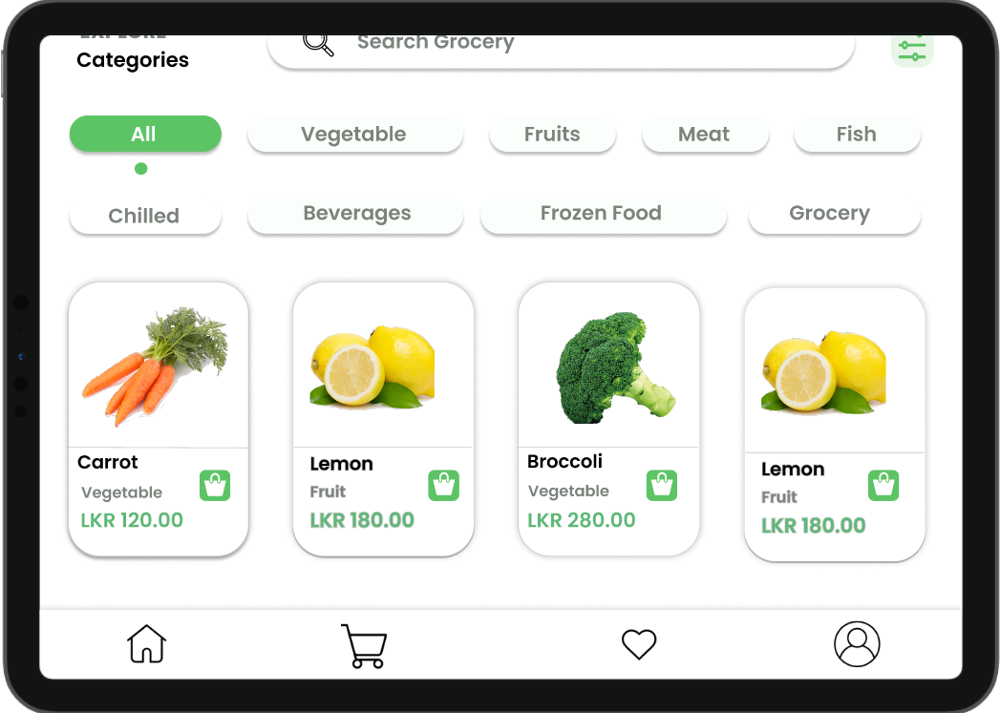 EXPLORE
Categories
Search Grocery
All
Vegetable
Fruits
Meat
Fish
Chilled
Beverages
Frozen Food
Grocery
Carrot
Vegetable
LKR 120.00
Lemon
Fruit
LKR 180.00
Broccoli
Vegetable
LKR 280.00
Lemon
Fruit
LKR 180.00